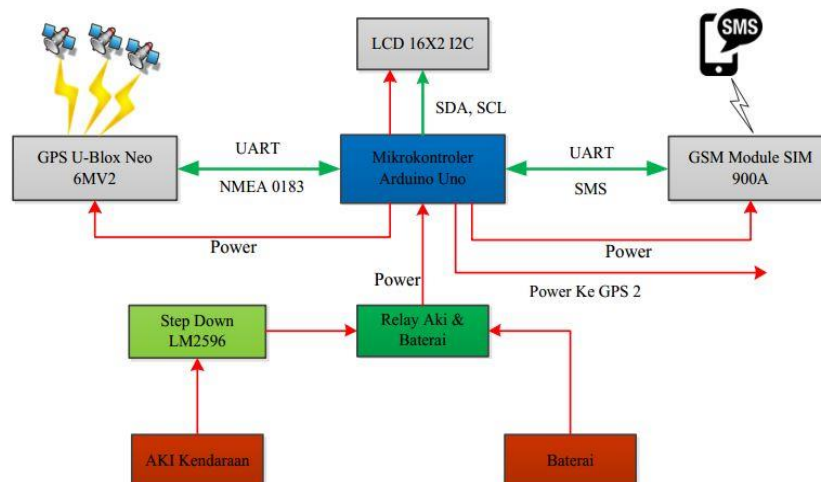 SMS
LCD 16X2 I2C
SDA, SCL
GPS U-Blox Neo
6MV2
UART
NMEA 0183
Mikrokontroler
Arduino Uno
UART
SMS
GSM Module SIM
900A
Power
Power
Power
Power Ke GPS 2
Step Down
LM2596
Relay Aki &
Baterai
AKI Kendaraan
Baterai